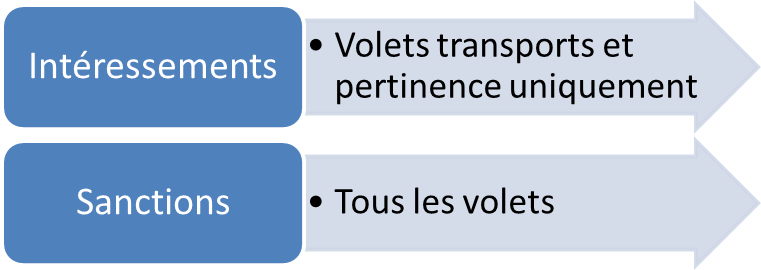 Intéressements
• Volets transports et
pertinence uniquement
Sanctions
• Tous les volets